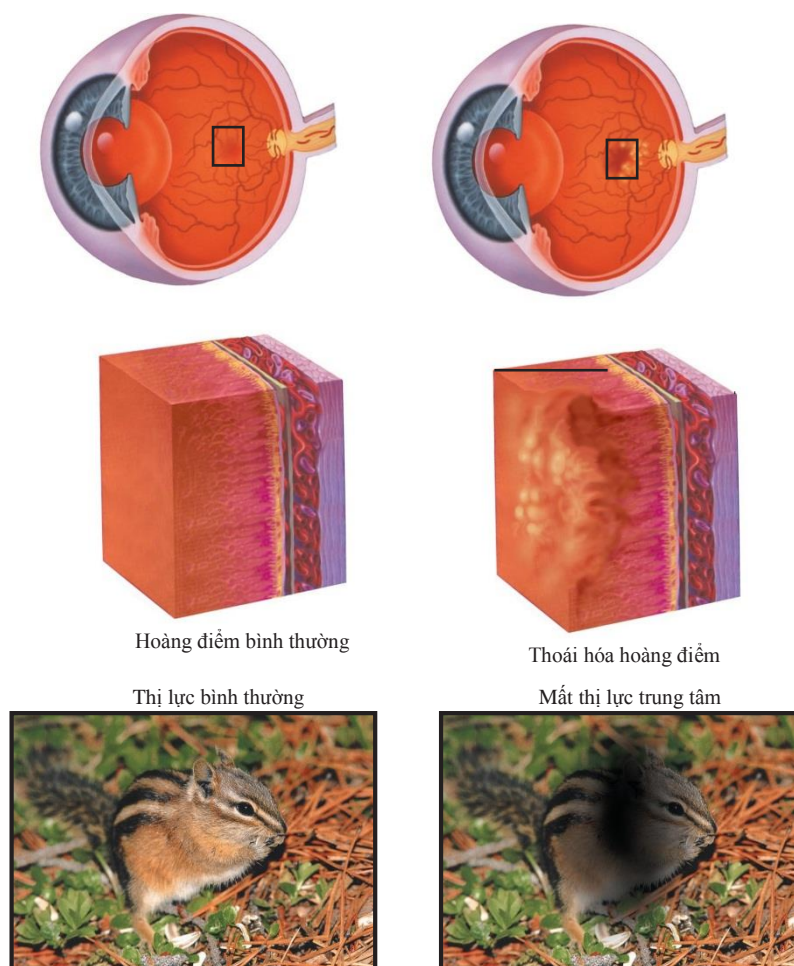 Hoàng điểm bình thường
Thoái hóa hoàng điểm
Thị lực bình thường
Mất thị lực trung tâm